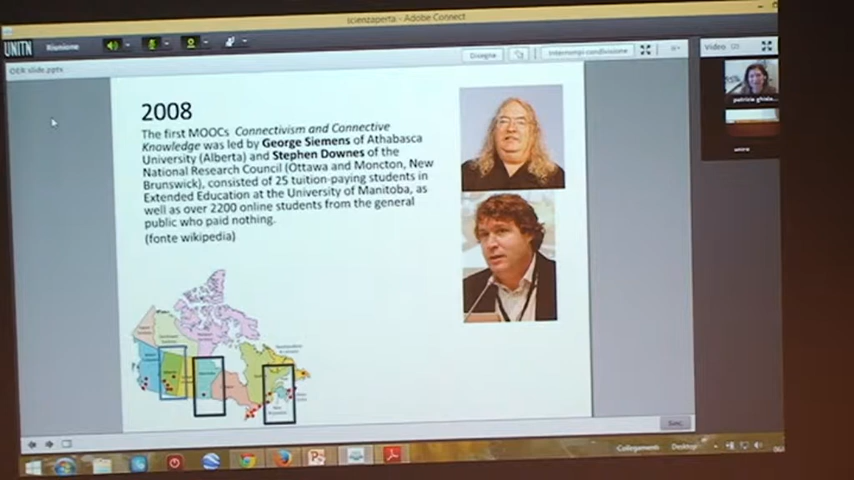 scienzaperta - Adobe Connect
UNITN
Riunione
Disegna
Interrompi condivisione
Video
OER slide.pptx
2008
The first MOOCs Connectivism and Connective
Knowledge was led by George Siemens of Athabasca
University (Alberta) and Stephen Downes of the
National Research Council (Ottawa and Moncton, New
Brunswick), consisted of 25 tuition-paying students in
Extended Education at the University of Manitoba, as
well as over 2200 online students from the general
public who paid nothing.
(fonte wikipedia)
Collegamenti
Desktop